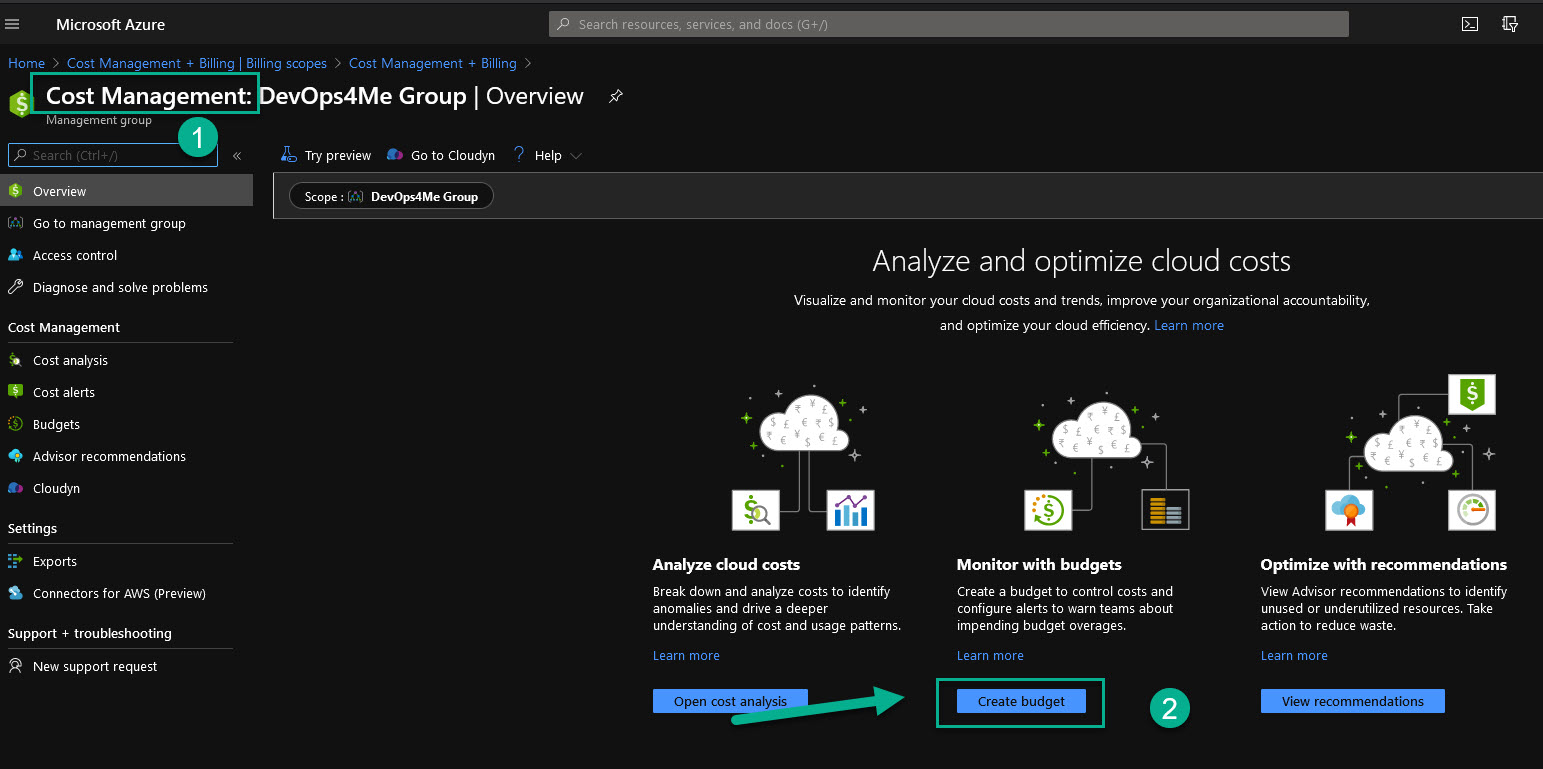 Microsoft Azure
Search resources, services, and docs (G+/)
Home > Cost Management + Billing | Billing scopes > Cost Management + Billing >
Cost Management: DevOps4Me Group | Overview
Management group
1
Search (Ctrl+/)
«
Try preview
Go to Cloudyn
? Help
Scope : DevOps4Me Group
Overview
Go to management group
Access control
Diagnose and solve problems
Cost Management
Cost analysis
Cost alerts
Budgets
Advisor recommendations
Cloudyn
Settings
Exports
Connectors for AWS (Preview)
Support + troubleshooting
New support request
Analyze and optimize cloud costs
Visualize and monitor your cloud costs and trends, improve your organizational accountability,
and optimize your cloud efficiency. Learn more
Analyze cloud costs
Break down and analyze costs to identify
anomalies and drive a deeper
understanding of cost and usage patterns.
Learn more
Open cost analysis
Monitor with budgets
Create a budget to control costs and
configure alerts to warn teams about
impending budget overages.
Learn more
Create budget
2
Optimize with recommendations
View Advisor recommendations to identify
unused or underutilized resources. Take
action to reduce waste.
Learn more
View recommendations